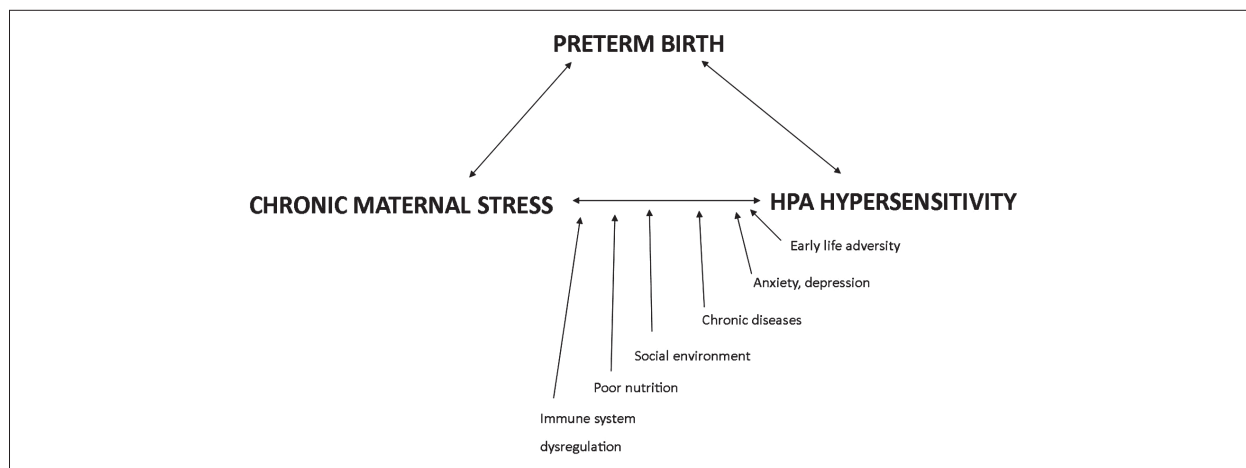 PRETERM BIRTH
CHRONIC MATERNAL STRESS
HPA HYPERSENSITIVITY
Early life adversity
Anxiety, depression
Chronic diseases
Social environment
Poor nutrition
Immune system
dysregulation